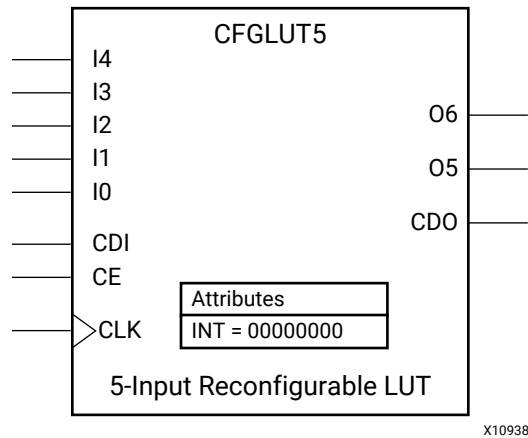 CFGLUT5
I4
I3
I2
I1
I0
CDI
CE
CLK
O6
O5
CDO
Attributes
INT = 00000000
5-Input Reconfigurable LUT
X10938